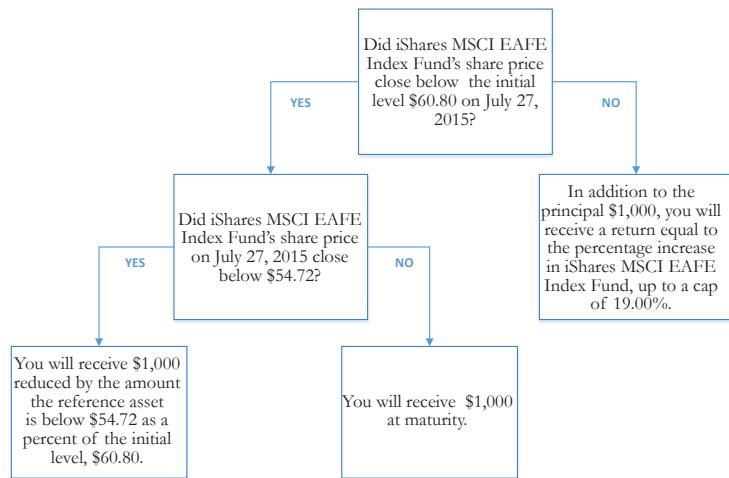 Did iShares MSCI EAFE
Index Fund's share price
close below the initial
level $60.80 on July 27,
2015?
YES
NO
Did iShares MSCI EAFE
Index Fund's share price
on July 27, 2015 close
below $54.72?
In addition to the
principal $1,000, you will
receive a return equal to
the percentage increase
in iShares MSCI EAFE
Index Fund, up to a cap
of 19.00%.
YES
NO
You will receive $1,000
reduced by the amount
the reference asset
is below $54.72 as a
percent of the initial
level, $60.80.
You will receive $1,000
at maturity.